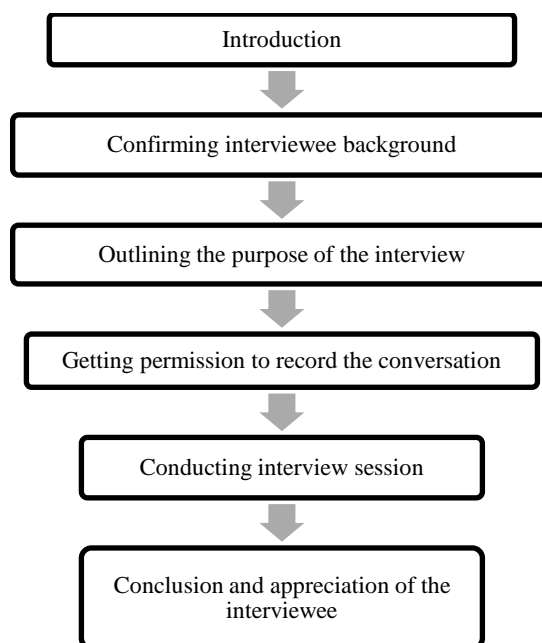 Introduction
Confirming interviewee background
Outlining the purpose of the interview
Getting permission to record the conversation
Conducting interview session
Conclusion and appreciation of the
interviewee